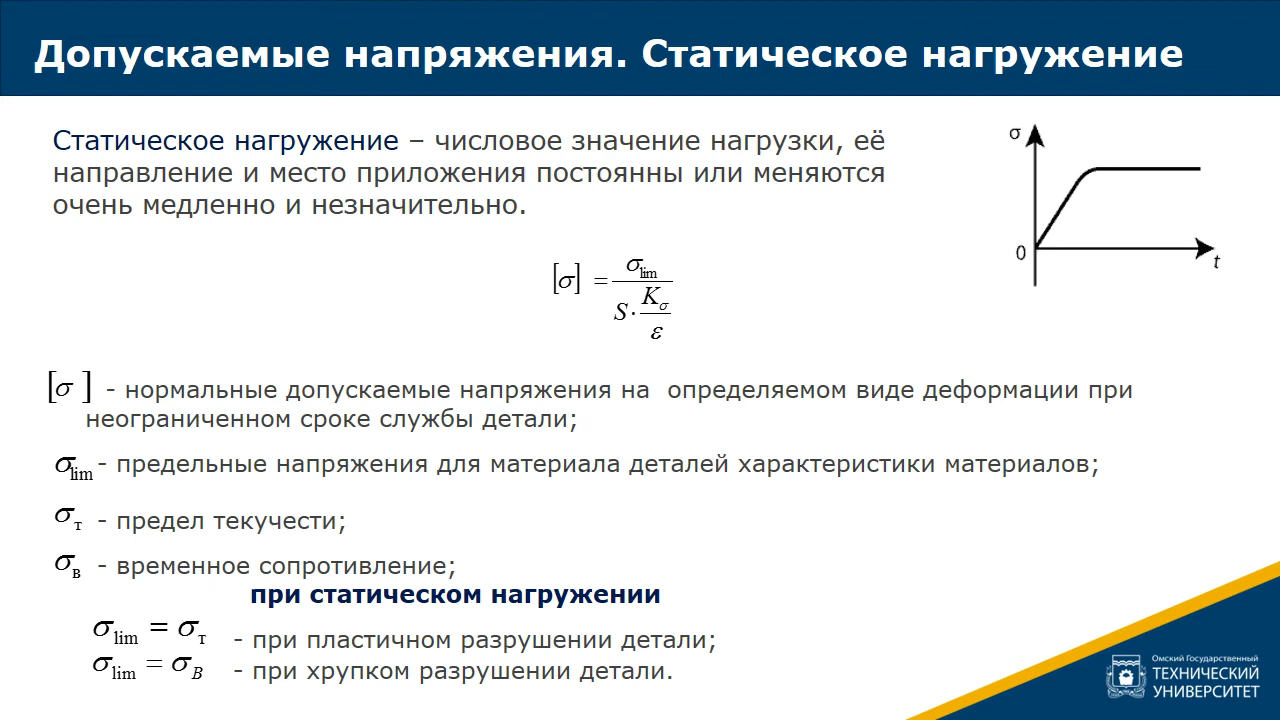 Допускаемые напряжения. Статическое нагружение
Статическое нагружение – числовое значение нагрузки, её
направление и место приложения постоянны или меняются
очень медленно и незначительно.
σ
0
t
[σ] = σlim / (S · Kσ / ε)
[σ ] - нормальные допускаемые напряжения на определяемом виде деформации при
неограниченном сроке службы детали;
σlim - предельные напряжения для материала деталей характеристики материалов;
σт - предел текучести;
σв - временное сопротивление;
при статическом нагружении
σlim = σт - при пластичном разрушении детали;
σlim = σВ - при хрупком разрушении детали.
Омский Государственный
ТЕХНИЧЕСКИЙ
УНИВЕРСИТЕТ